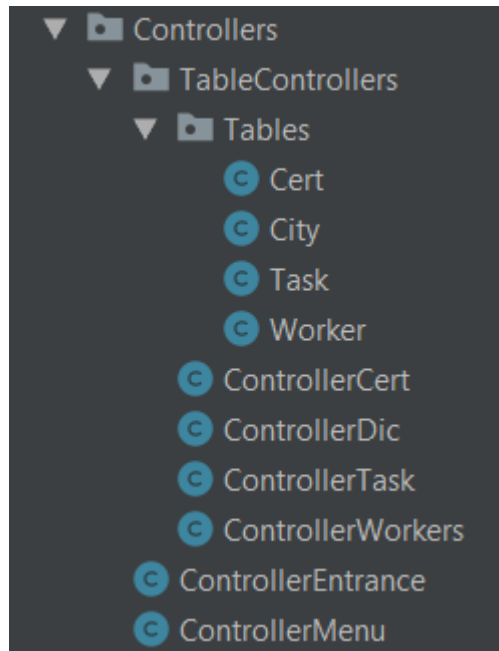 Controllers
TableControllers
Tables
C Cert
C City
C Task
C Worker
C ControllerCert
C ControllerDic
C ControllerTask
C ControllerWorkers
C ControllerEntrance
C ControllerMenu